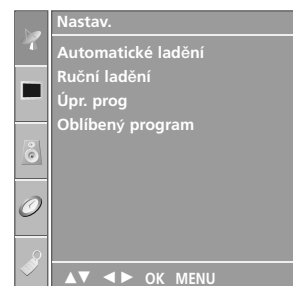 Nastav.
Automatické ladění
Ruční ladění
Úpr. prog
Oblíbený program
▲▼ ◄► OK MENU